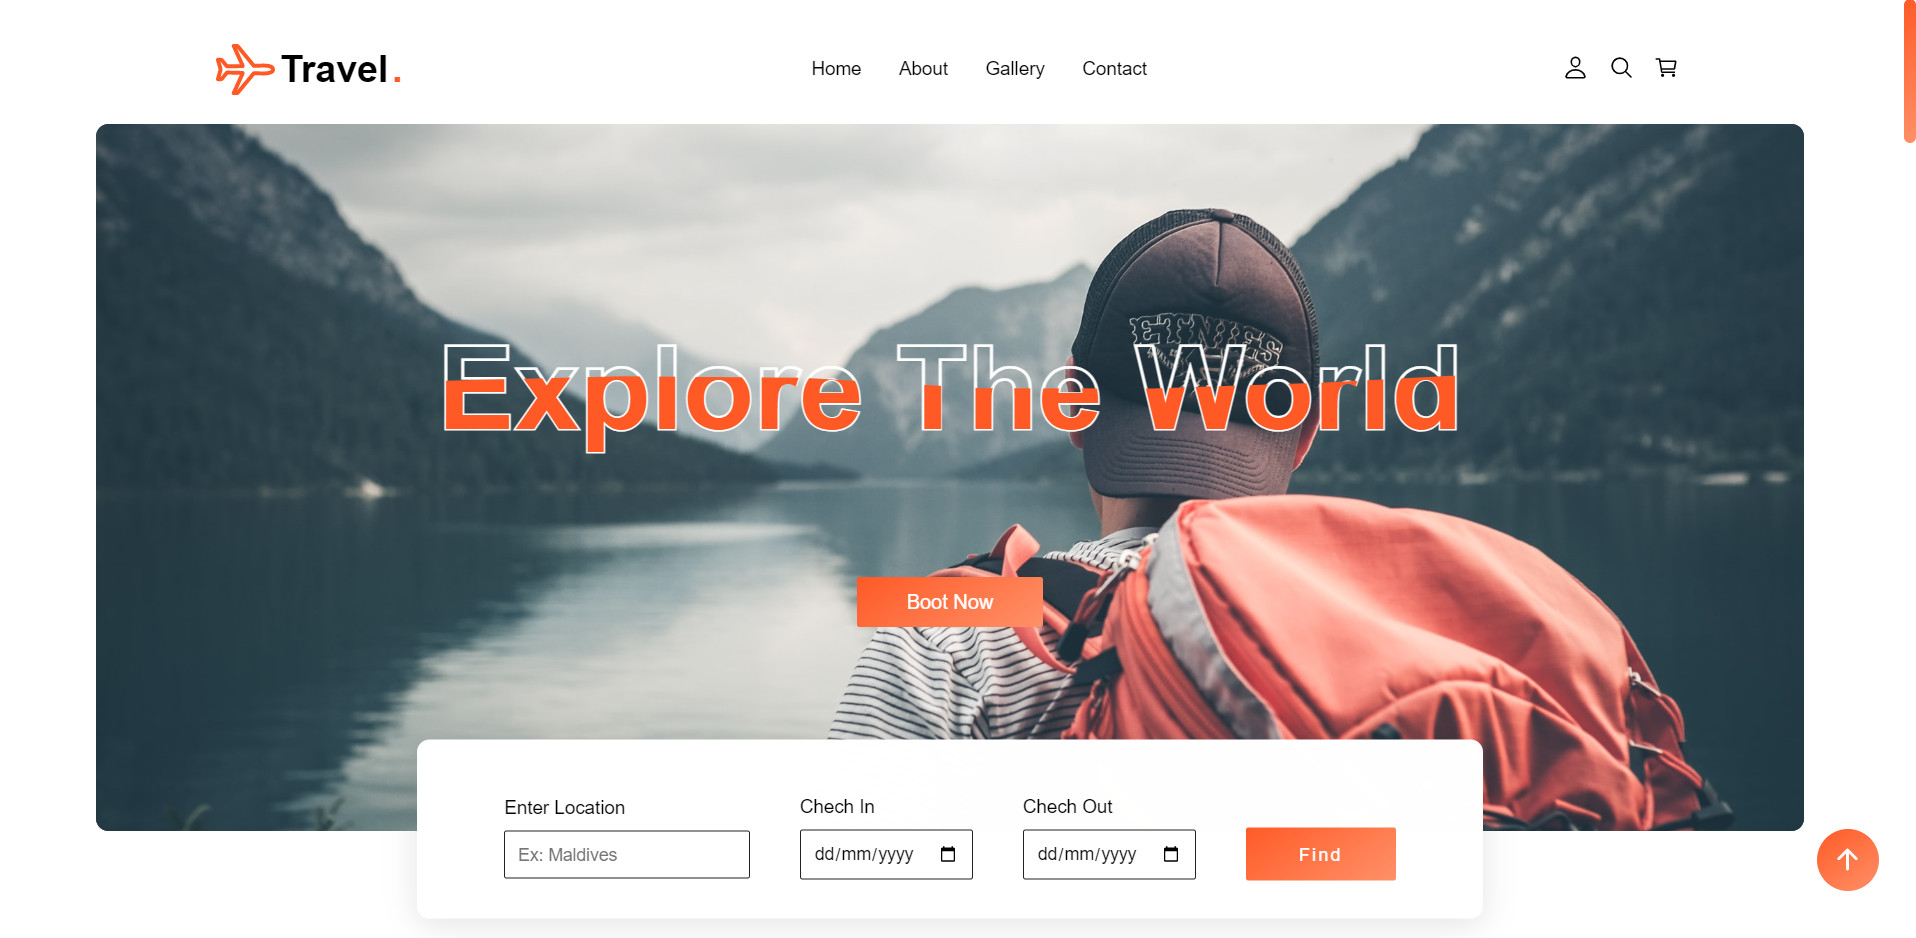 Travel .
Home About Gallery Contact
ETNIES
Explore The World
Boot Now
Enter Location
Ex: Maldives
Chech In
dd/mm/yyyy
Chech Out
dd/mm/yyyy
Find